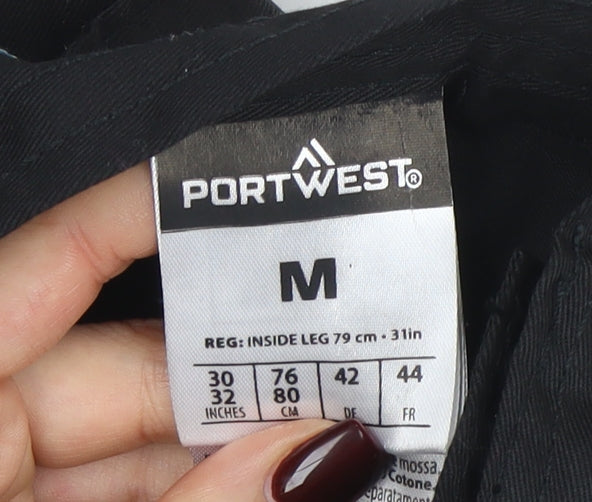 PORTWEST®
M
REG: INSIDE LEG 79 cm • 31in
30 76 42 44
32 80
INCHES CM DE FR
mossa.
Cotone.